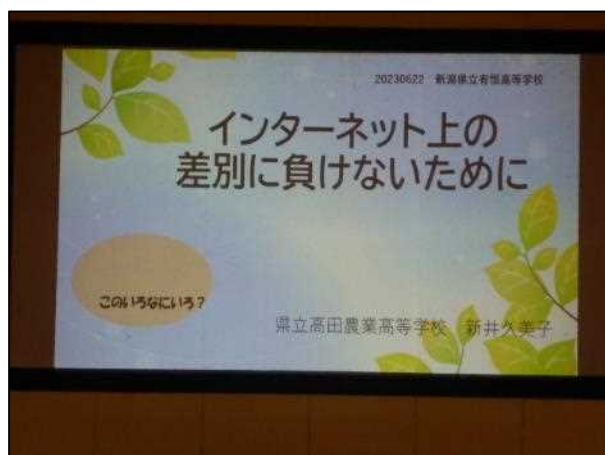 20230622 新潟県立有恒高等学校
インターネット上の
差別に負けないために
このいろなにいろ?
県立高田農業高等学校 新井久美子